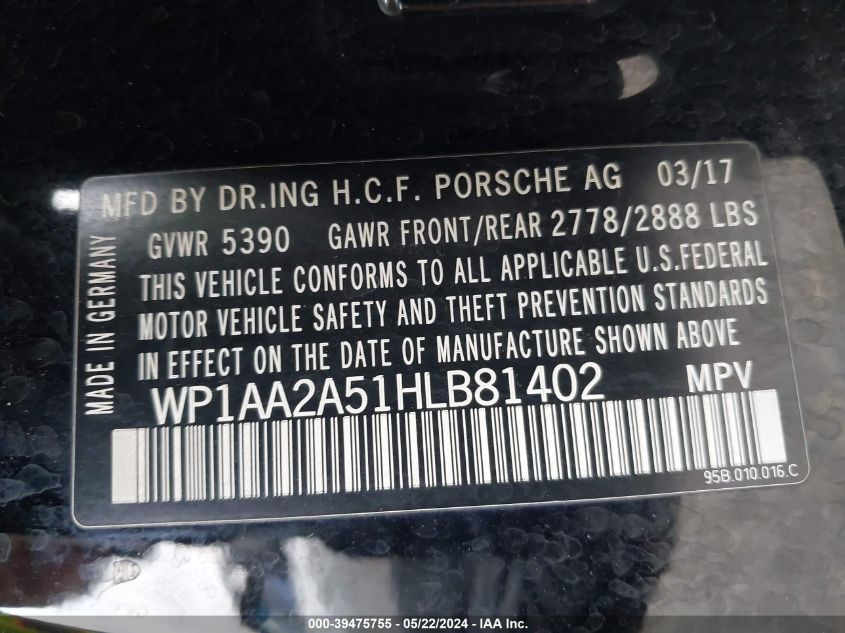 MFD BY DR.ING H.C.F. PORSCHE AG 03/17
GVWR 5390 GAWR FRONT/REAR 2778/2888 LBS
THIS VEHICLE CONFORMS TO ALL APPLICABLE U.S.FEDERAL
MOTOR VEHICLE SAFETY AND THEFT PREVENTION STANDARDS
IN EFFECT ON THE DATE OF MANUFACTURE SHOWN ABOVE
WP1AA2A51HLB81402 MPV
95B.010.016.C
MADE IN GERMANY
000-39475755 - 05/22/2024 - IAA Inc.